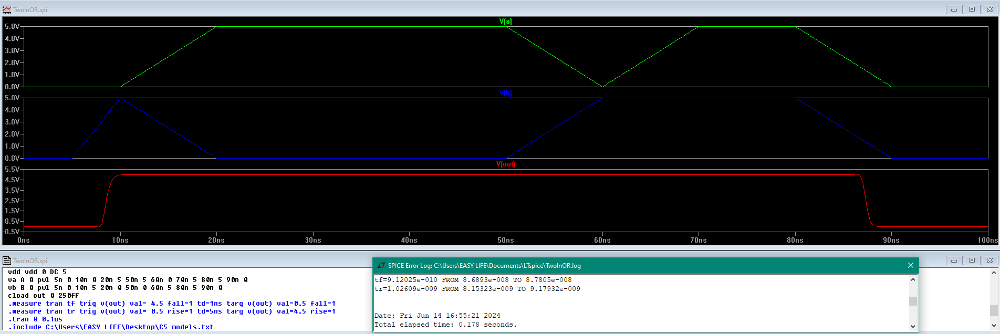 TwoInOR.spi
V(a)
5.0V
4.0V
3.0V
2.0V
1.0V
0.0V
V(b)
5.0V
4.0V
3.0V
2.0V
1.0V
0.0V
V(out)
5.5V
4.5V
3.5V
2.5V
1.5V
0.5V
-0.5V
0ns 10ns 20ns 30ns 40ns 50ns 60ns 70ns 80ns 90ns 100ns
TwoInOR.spi
vdd vdd 0 DC 5
va A 0 pwl 5n 0 10n 0 20n 5 50n 5 60n 0 70n 5 80n 5 90n 0
vb B 0 pwl 5n 0 10n 5 20n 0 50n 0 60n 5 80n 5 90n 0
cload out 0 250fF
.measure tran tf trig v(out) val= 4.5 fall=1 td=1ns targ v(out) val=0.5 fall=1
.measure tran tr trig v(out) val= 0.5 rise=1 td=5ns targ v(out) val=4.5 rise=1
.tran 0 0.1us
.include C:\Users\EASY LIFE\Desktop\C5_models.txt
SPICE Error Log: C:\Users\EASY LIFE\Documents\LTspice\TwoInOR.log
tf=9.12025e-010 FROM 8.6893e-008 TO 8.7805e-008
tr=1.02609e-009 FROM 8.15323e-009 TO 9.17932e-009
Date: Fri Jun 14 16:55:21 2024
Total elapsed time: 0.178 seconds.